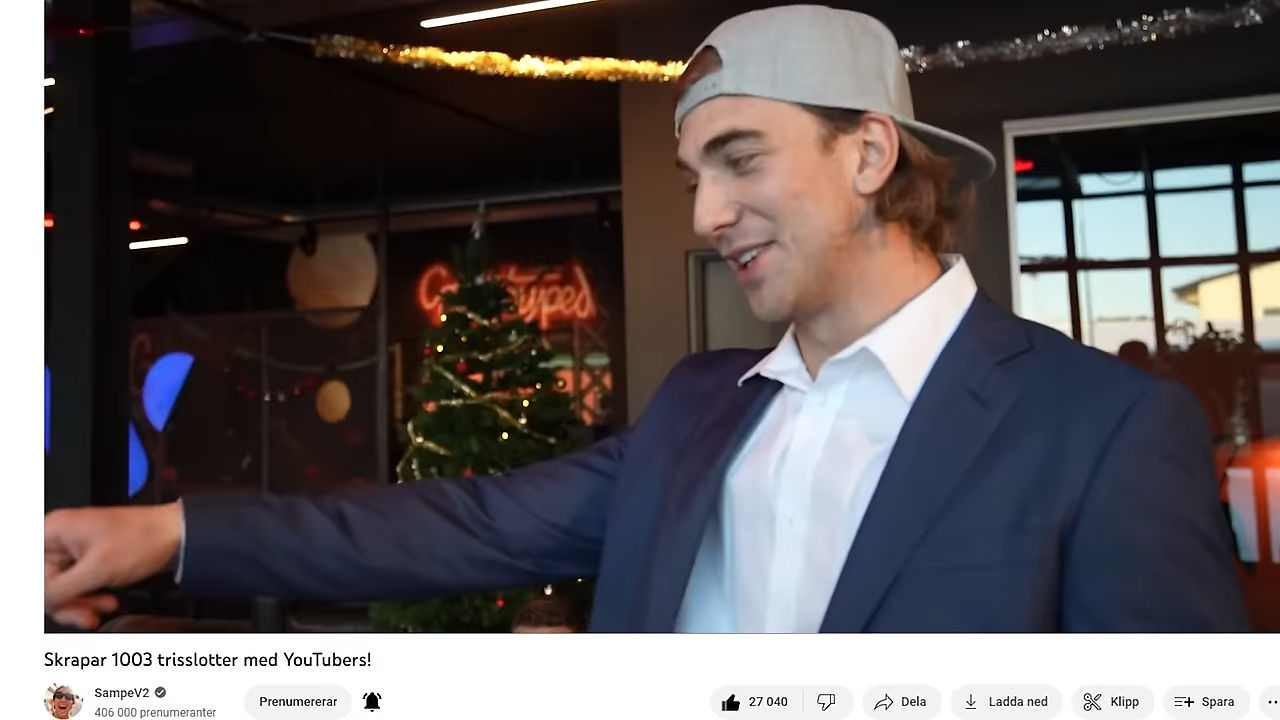 Skrapar 1003 trisslotter med YouTubers!
SampeV2
406 000 prenumeranter
Prenumererar
27 040
Dela
Ladda ned
Klipp
Spara